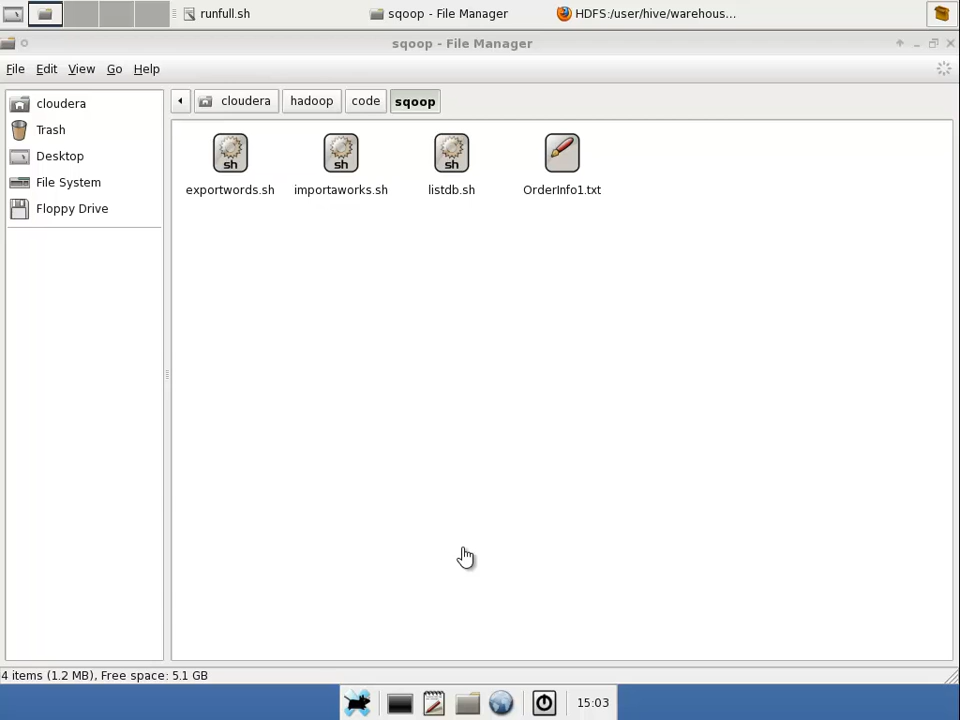 runfull.sh
sqoop - File Manager
HDFS:/user/hive/warehous...
sqoop - File Manager
File Edit View Go Help
cloudera
Trash
Desktop
File System
Floppy Drive
cloudera hadoop code sqoop
sh sh sh
exportwords.sh importaworks.sh listdb.sh OrderInfo1.txt
4 items (1.2 MB), Free space: 5.1 GB
15:03